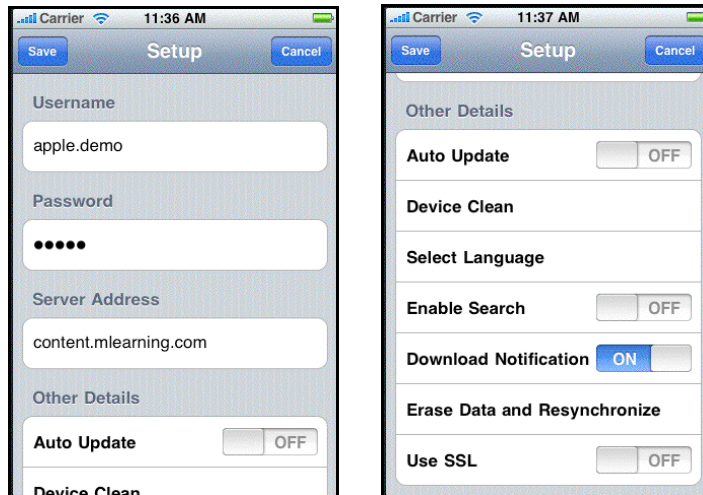 Carrier 11:36 AM
Save Setup Cancel
Username
apple.demo
Password
•••••
Server Address
content.mlearning.com
Other Details
Auto Update OFF
Device Clean
Carrier 11:37 AM
Save Setup Cancel
Other Details
Auto Update OFF
Device Clean
Select Language
Enable Search OFF
Download Notification ON
Erase Data and Resynchronize
Use SSL OFF